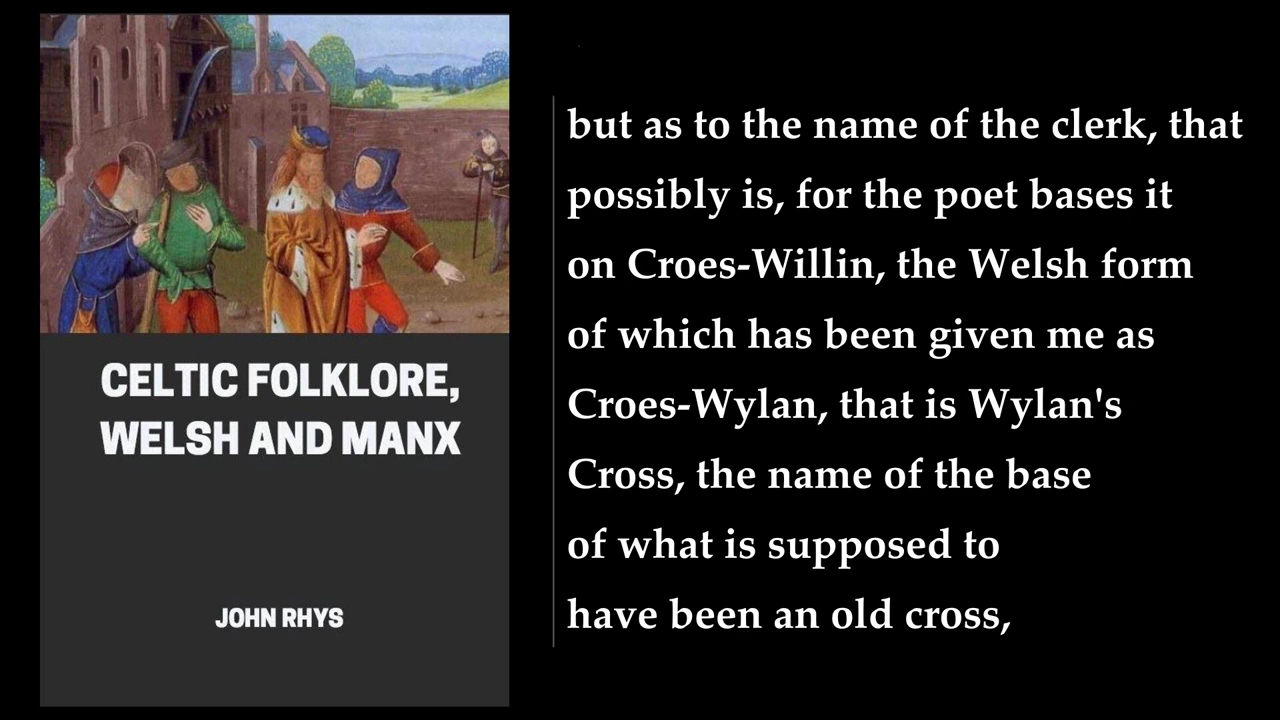 CELTIC FOLKLORE,
WELSH AND MANX
JOHN RHYS
but as to the name of the clerk, that
possibly is, for the poet bases it
on Croes-Willin, the Welsh form
of which has been given me as
Croes-Wylan, that is Wylan's
Cross, the name of the base
of what is supposed to
have been an old cross,